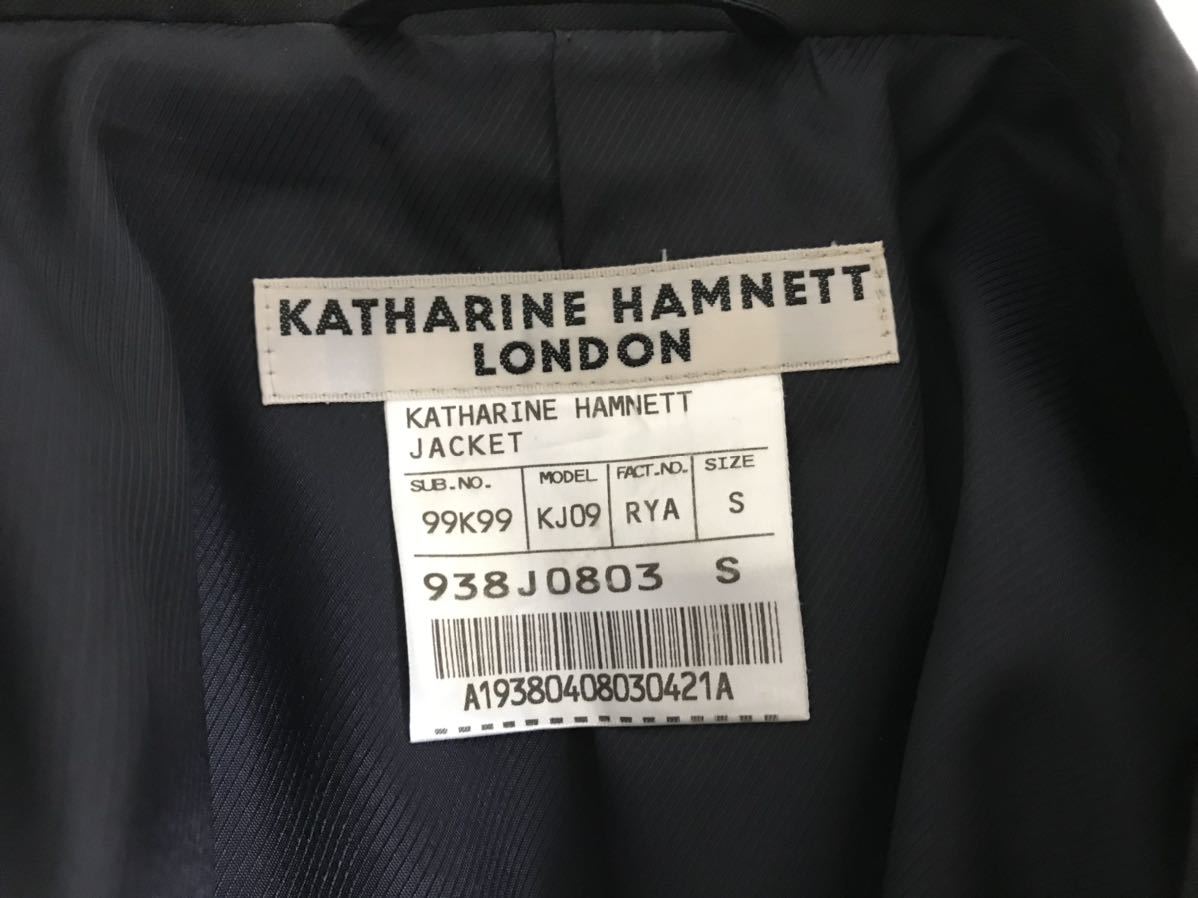 KATHARINE HAMNETT
LONDON
KATHARINE HAMNETT
JACKET
SUB.NO. MODEL FACT.NO. SIZE
99K99 KJ09 RYA S
938J0803 S
A19380408030421A